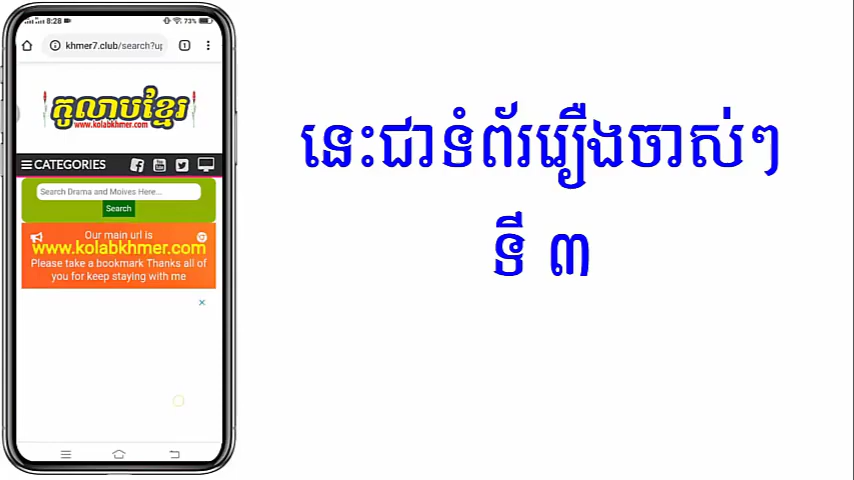 8:28
73%
khmer7.club/search?up
1
កូលាបខ្មែរ
www.kolabkhmer.com
CATEGORIES
Search Drama and Moives Here...
Search
Our main url is
www.kolabkhmer.com
Please take a bookmark Thanks all of
you for keep staying with me
នេះជាទំព័ររឿងចាស់ៗ
ទី ៣